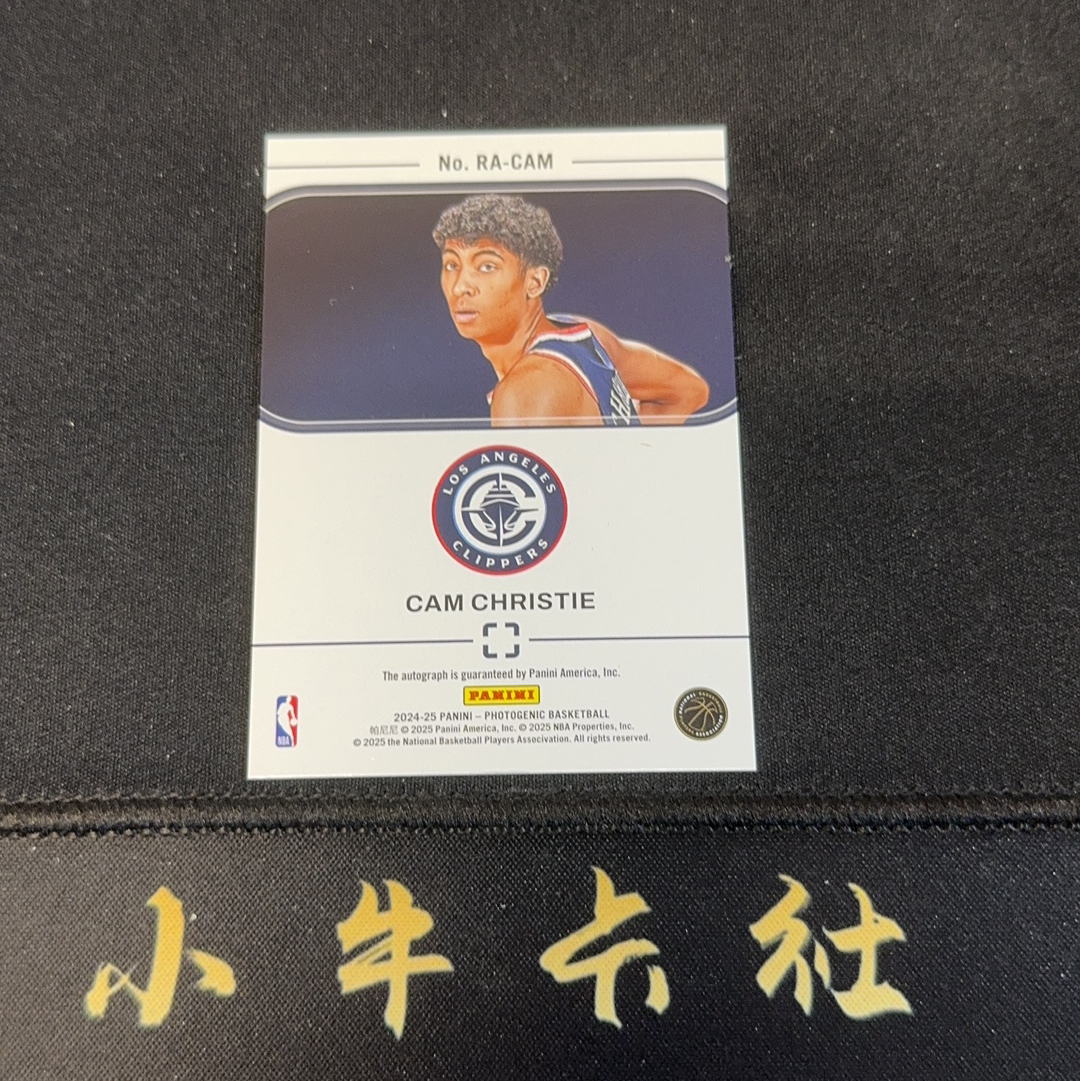 No. RA-CAM
LOS ANGELES
CLIPPERS
CAM CHRISTIE
The autograph is guaranteed by Panini America, Inc.
PANINI
2024-25 PANINI – PHOTOGENIC BASKETBALL
帕尼尼 © 2025 Panini America, Inc. © 2025 NBA Properties, Inc.
© 2025 the National Basketball Players Association. All rights reserved.
NBA
小牛卡社